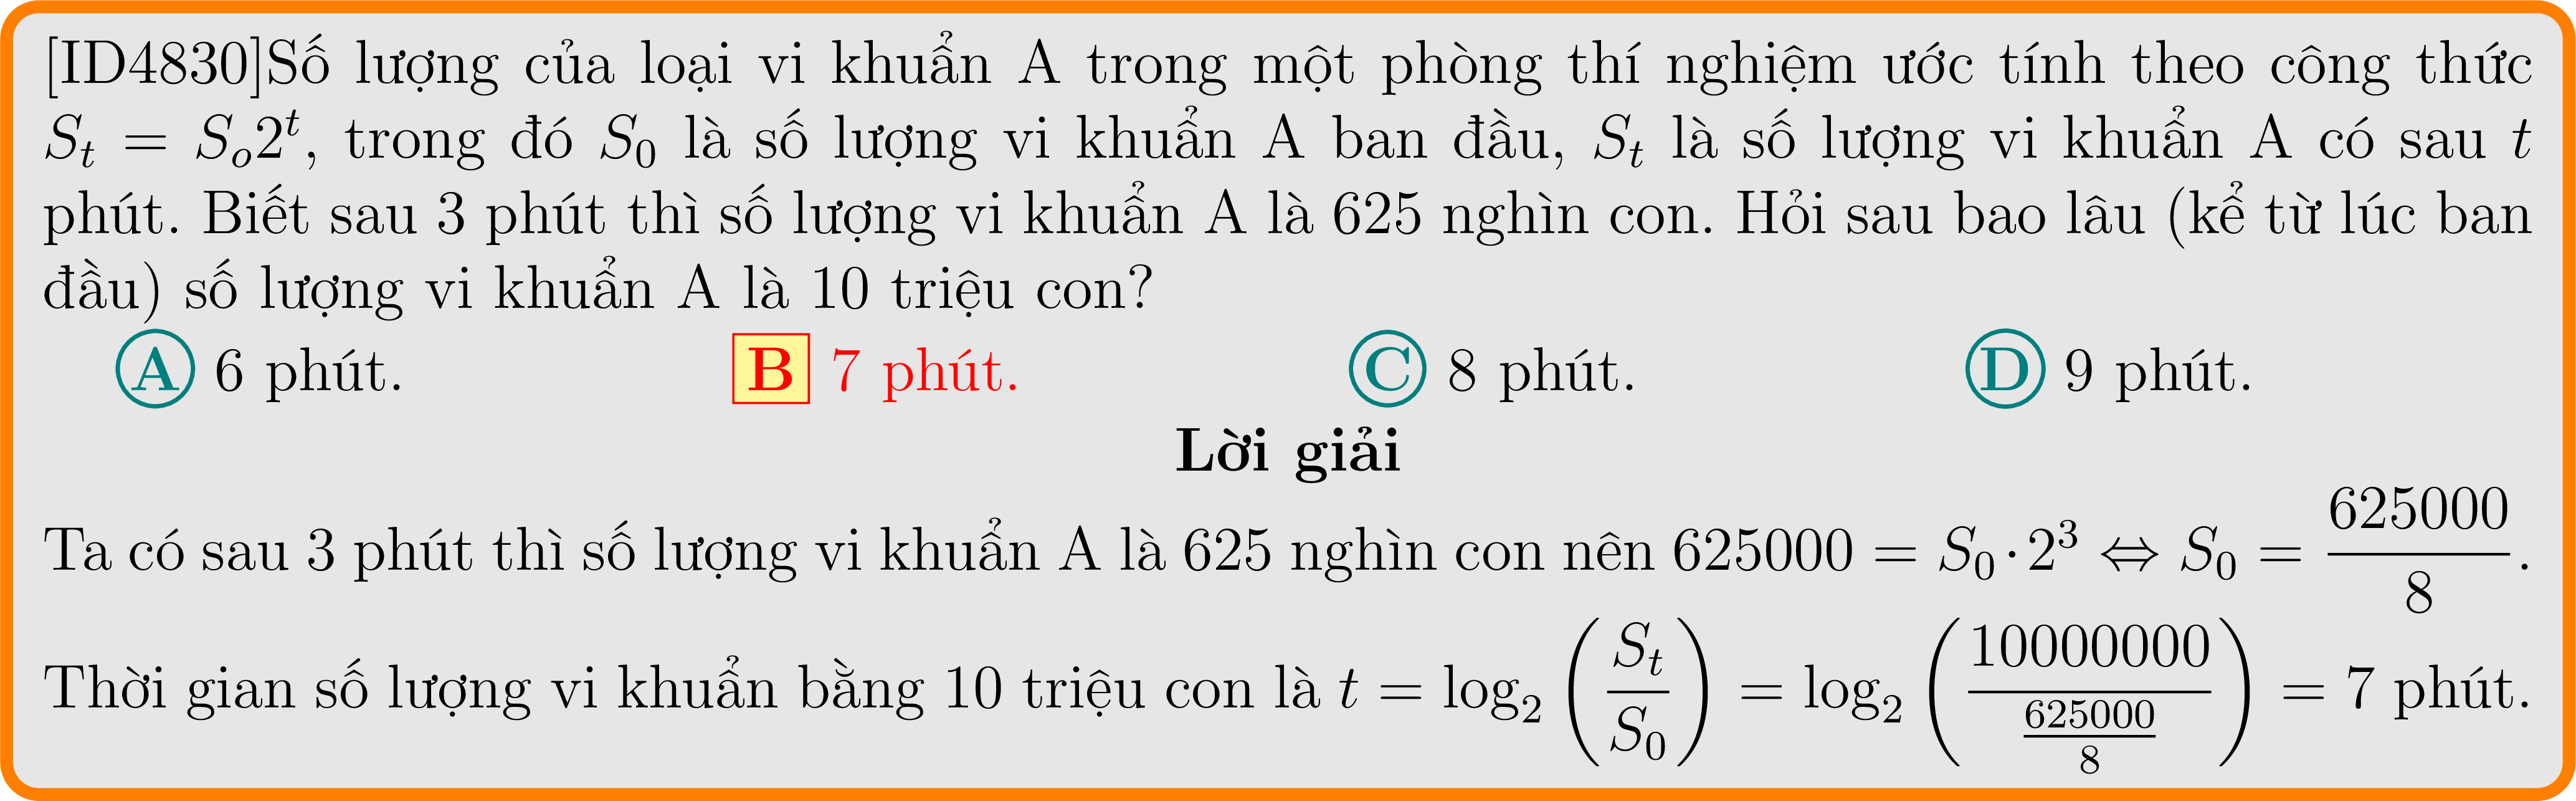 [ID4830]Số lượng của loại vi khuẩn A trong một phòng thí nghiệm ước tính theo công thức
$S_t = S_o 2^t$, trong đó $S_0$ là số lượng vi khuẩn A ban đầu, $S_t$ là số lượng vi khuẩn A có sau $t$
phút. Biết sau 3 phút thì số lượng vi khuẩn A là 625 nghìn con. Hỏi sau bao lâu (kể từ lúc ban
đầu) số lượng vi khuẩn A là 10 triệu con?
A 6 phút. B 7 phút. C 8 phút. D 9 phút.
Lời giải
Ta có sau 3 phút thì số lượng vi khuẩn A là 625 nghìn con nên $625000 = S_0 \cdot 2^3 \Leftrightarrow S_0 = \dfrac{625000}{8}$.
Thời gian số lượng vi khuẩn bằng 10 triệu con là $t = \log_2 \left(\dfrac{S_t}{S_0}\right) = \log_2 \left(\dfrac{10000000}{\frac{625000}{8}}\right) = 7$ phút.